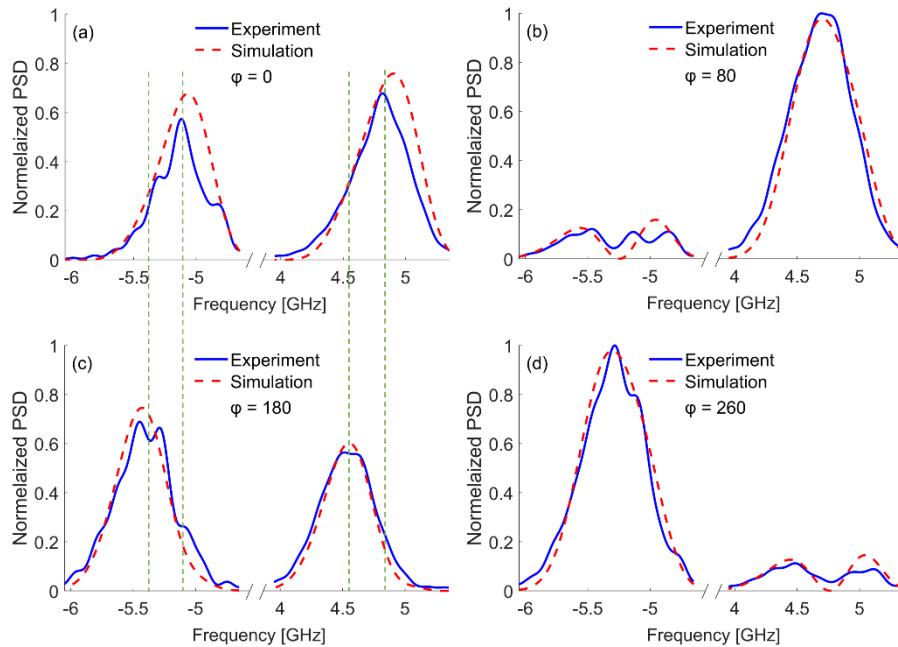 (a)
Experiment
Simulation
φ = 0
Normelaized PSD
1
0.8
0.6
0.4
0.2
0
-6 -5.5 -5 4 4.5 5
Frequency [GHz]
(b)
Experiment
Simulation
φ = 80
Normelaized PSD
1
0.8
0.6
0.4
0.2
0
-6 -5.5 -5 4 4.5 5
Frequency [GHz]
(c)
Experiment
Simulation
φ = 180
Normelaized PSD
1
0.8
0.6
0.4
0.2
0
-6 -5.5 -5 4 4.5 5
Frequency [GHz]
(d)
Experiment
Simulation
φ = 260
Normelaized PSD
1
0.8
0.6
0.4
0.2
0
-6 -5.5 -5 4 4.5 5
Frequency [GHz]